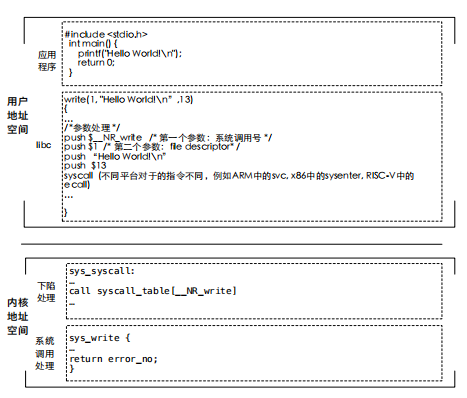 #include <stdio.h>
int main() {
应用
程序
printf("Hello World!\n");
return 0;
}
用户
地址
空间
libc
write(1, "Hello World!\n" ,13)
{
...
/*参数处理 */
push $__NR_write /* 第一个参数：系统调用号 */
push $1 /* 第二个参数：file descriptor* /
push “Hello World!\n”
push $13
syscall (不同平台对于的指令不同，例如ARM中的svc, x86中的sysenter, RISC-V中的
ecall)
...
}
内核
地址
空间
下陷
处理
sys_syscall:
…
call syscall_table[__NR_write]
…
系统
调用
处理
sys_write {
…
return error_no;
}